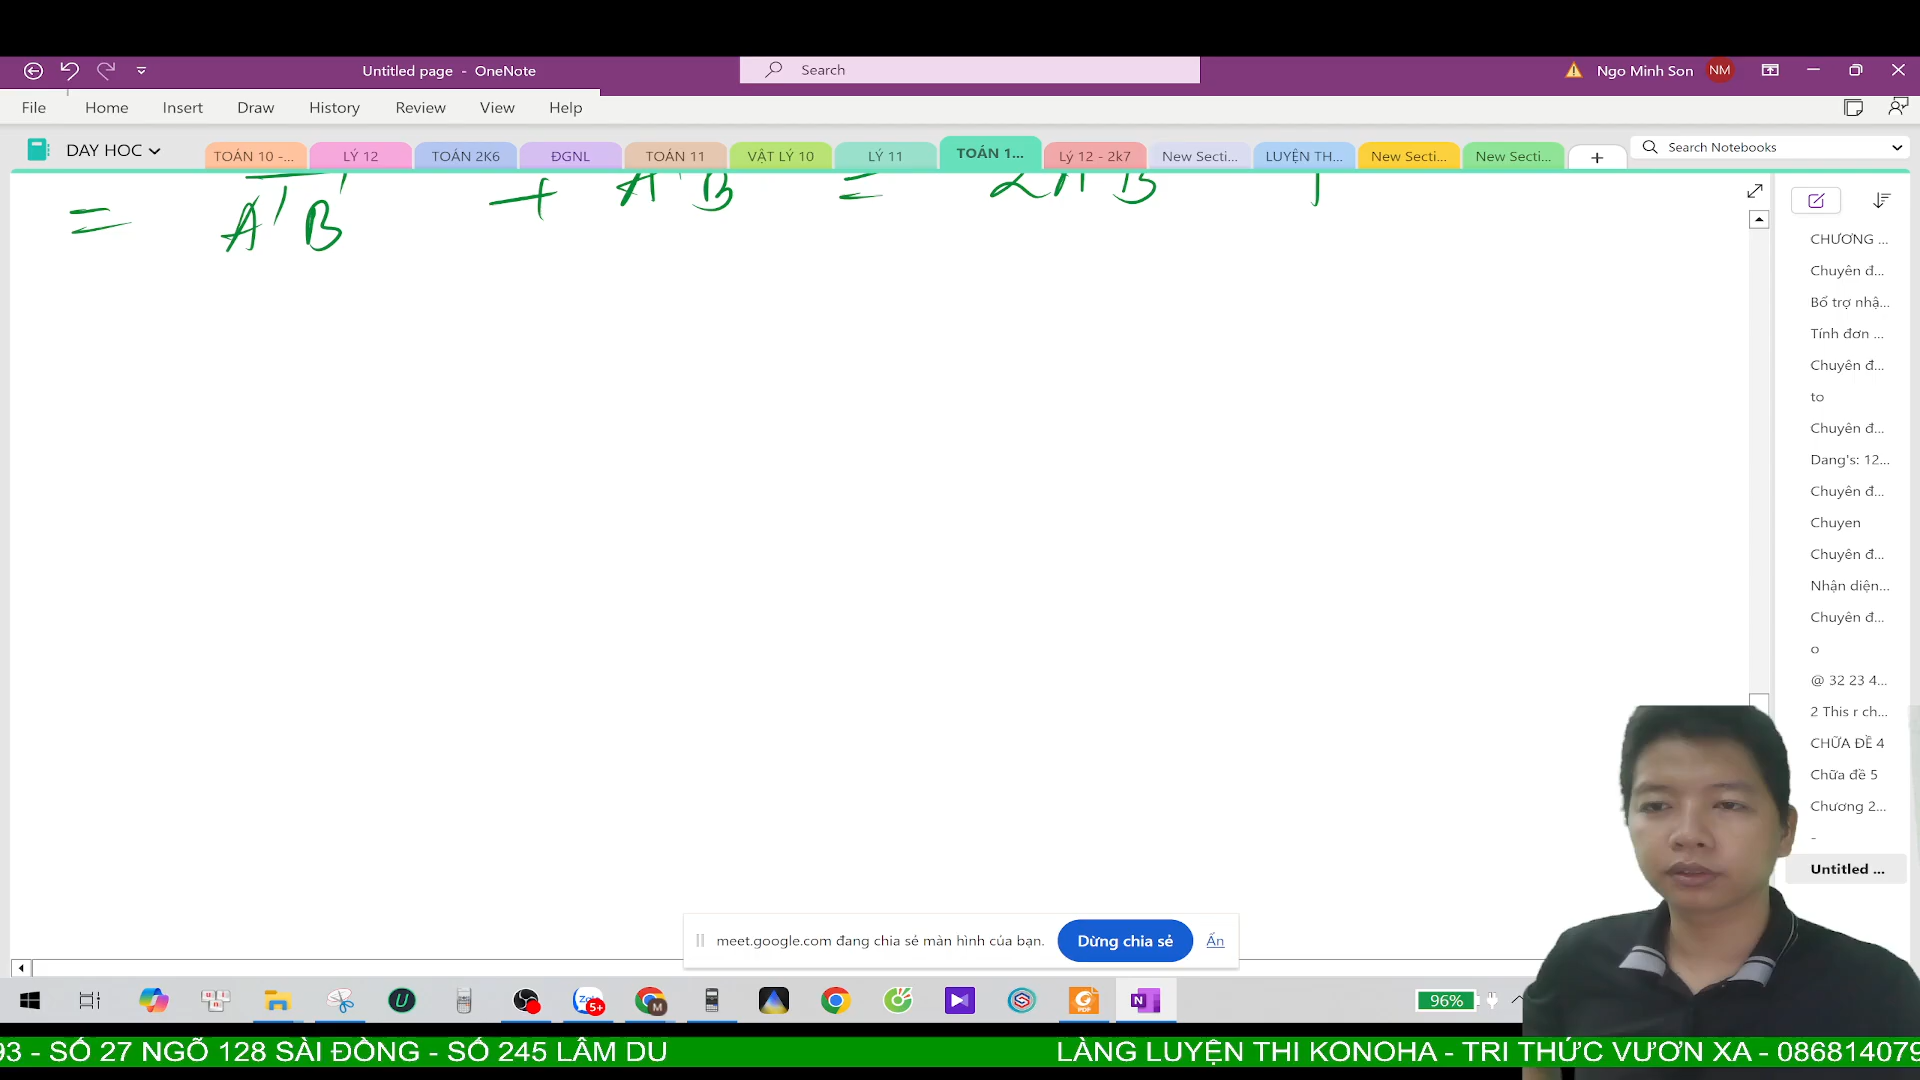 Untitled page - OneNote
Search
Ngo Minh Son
NM
File Home Insert Draw History Review View Help
DAY HOC
TOÁN 10 -...
LÝ 12
TOÁN 2K6
ĐGNL
TOÁN 11
VẬT LÝ 10
LÝ 11
TOÁN 1...
Lý 12 - 2k7
New Secti...
LUYỆN TH...
New Secti...
New Secti...
+
Search Notebooks
= A'B' + A'B = 2A'B
CHƯƠNG ...
Chuyên đ...
Bổ trợ nhậ...
Tính đơn ...
Chuyên đ...
to
Chuyên đ...
Dang's: 12...
Chuyên đ...
Chuyen
Chuyên đ...
Nhận diện...
Chuyên đ...
o
@ 32 23 4...
2 This r ch...
CHỮA ĐỀ 4
Chữa đề 5
Chương 2...
-
Untitled ...
meet.google.com đang chia sẻ màn hình của bạn.
Dừng chia sẻ
Ẩn
96%
93 - SỐ 27 NGÕ 128 SÀI ĐỒNG - SỐ 245 LÂM DU
LÀNG LUYỆN THI KONOHA - TRI THỨC VƯƠN XA - 086814079